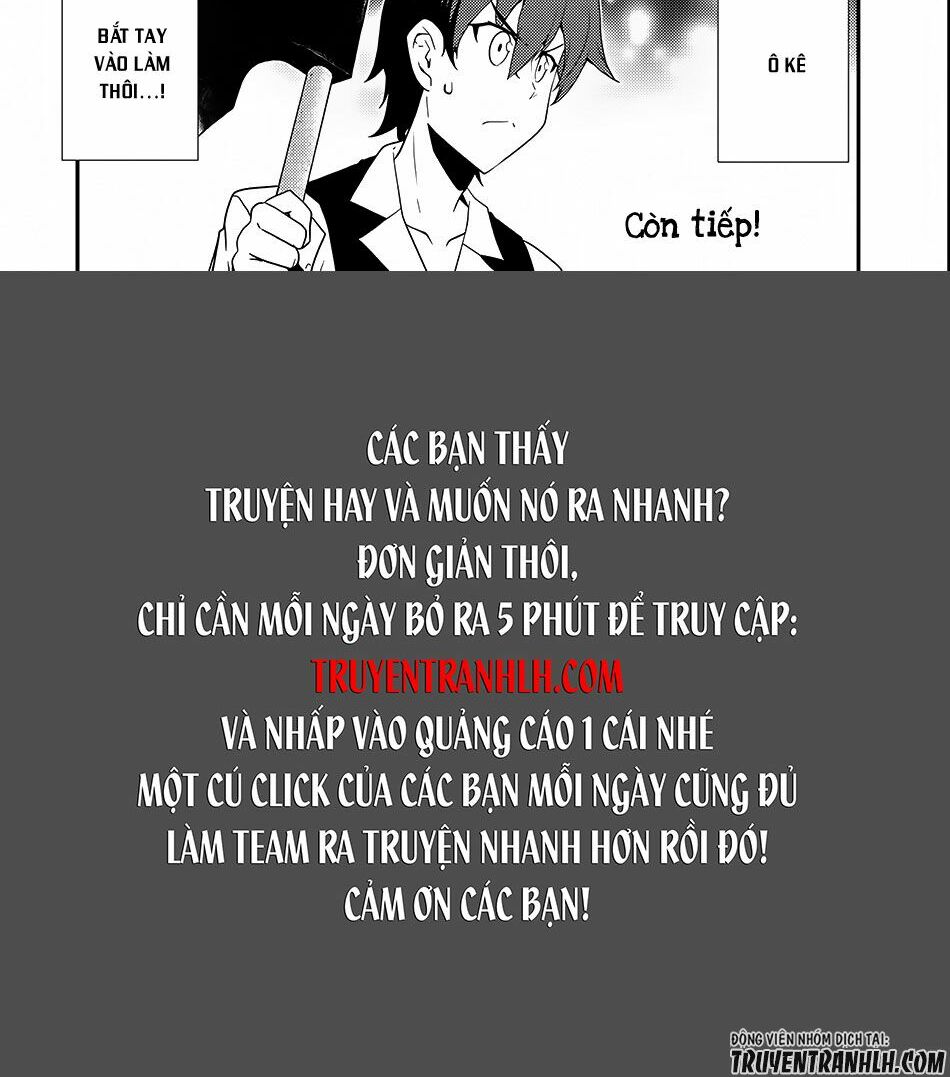 Ô KÊ
BẮT TAY
VÀO LÀM
THÔI...!
Còn tiếp!
CÁC BẠN THẤY
TRUYỆN HAY VÀ MUỐN NÓ RA NHANH?
ĐƠN GIẢN THÔI,
CHỈ CẦN MỖI NGÀY BỎ RA 5 PHÚT ĐỂ TRUY CẬP:
TRUYENTRANHLH.COM
VÀ NHẤP VÀO QUẢNG CÁO 1 CÁI NHÉ
MỘT CÚ CLICK CỦA CÁC BẠN MỖI NGÀY CŨNG ĐỦ
LÀM TEAM RA TRUYỆN NHANH HƠN RỒI ĐÓ!
CẢM ƠN CÁC BẠN!
ĐỘNG VIÊN NHÓM DỊCH TẠI:
TRUYENTRANHLH.COM